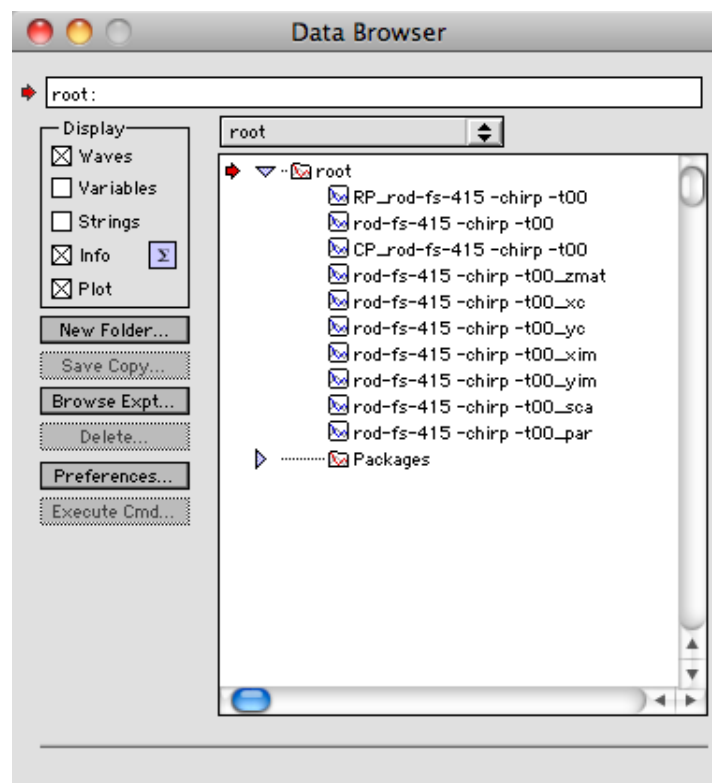 Data Browser
root:
Display
Waves
Variables
Strings
Info Σ
Plot
New Folder...
Save Copy...
Browse Expt...
Delete...
Preferences...
Execute Cmd...
root
root
RP_rod-fs-415 -chirp -t00
rod-fs-415 -chirp -t00
CP_rod-fs-415 -chirp -t00
rod-fs-415 -chirp -t00_zmat
rod-fs-415 -chirp -t00_xc
rod-fs-415 -chirp -t00_yc
rod-fs-415 -chirp -t00_xim
rod-fs-415 -chirp -t00_yim
rod-fs-415 -chirp -t00_sca
rod-fs-415 -chirp -t00_par
Packages